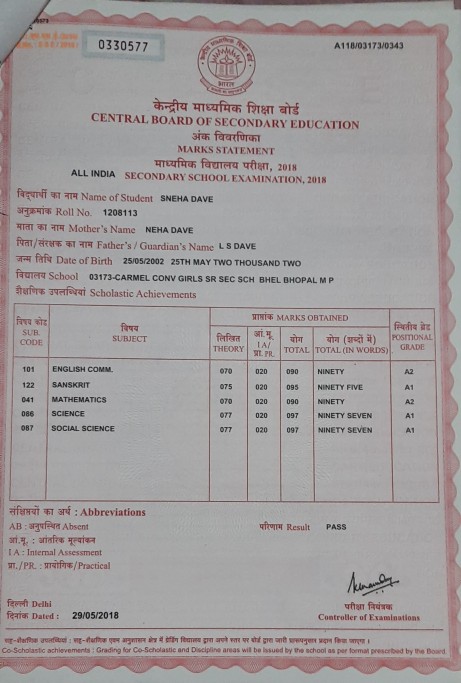 0330577
A118/03173/0343
भारत
केन्द्रीय माध्यमिक शिक्षा बोर्ड
CENTRAL BOARD OF SECONDARY EDUCATION
अंक विवरणिका
MARKS STATEMENT
माध्यमिक विद्यालय परीक्षा, 2018
ALL INDIA SECONDARY SCHOOL EXAMINATION, 2018
विद्यार्थी का नाम Name of Student SNEHA DAVE
अनुक्रमांक Roll No. 1208113
माता का नाम Mother's Name NEHA DAVE
पिता/संरक्षक का नाम Father's / Guardian's Name L S DAVE
जन्म तिथि Date of Birth 25/05/2002 25TH MAY TWO THOUSAND TWO
विद्यालय School 03173-CARMEL CONV GIRLS SR SEC SCH BHEL BHOPAL M P
शैक्षणिक उपलब्धियां Scholastic Achievements
विषय कोड SUB. CODE
विषय SUBJECT
प्राप्तांक MARKS OBTAINED
लिखित THEORY
आं.मू. IA/ प्रा. PR.
योग TOTAL
योग (शब्दों में) TOTAL (IN WORDS)
स्थितीय ग्रेड POSITIONAL GRADE
101 ENGLISH COMM. 070 020 090 NINETY A2
122 SANSKRIT 075 020 095 NINETY FIVE A1
041 MATHEMATICS 070 020 090 NINETY A2
086 SCIENCE 077 020 097 NINETY SEVEN A1
087 SOCIAL SCIENCE 077 020 097 NINETY SEVEN A1
संक्षिप्तियों का अर्थ : Abbreviations
AB : अनुपस्थित Absent
परिणाम Result PASS
आं.मू. : आंतरिक मूल्यांकन
I A : Internal Assessment
प्रा./PR. : प्रायोगिक/Practical
दिल्ली Delhi
दिनांक Dated : 29/05/2018
परीक्षा नियंत्रक
Controller of Examinations
सह-शैक्षणिक उपलब्धियां : सह-शैक्षणिक एवम अनुशासन क्षेत्र में ग्रेडिंग विद्यालय द्वारा अपने स्तर पर बोर्ड द्वारा जारी प्रारूपनुसार प्रदान किया जाएगा।
Co-Scholastic achievements : Grading for Co-Scholastic and Discipline areas will be issued by the school as per format prescribed by the Board.